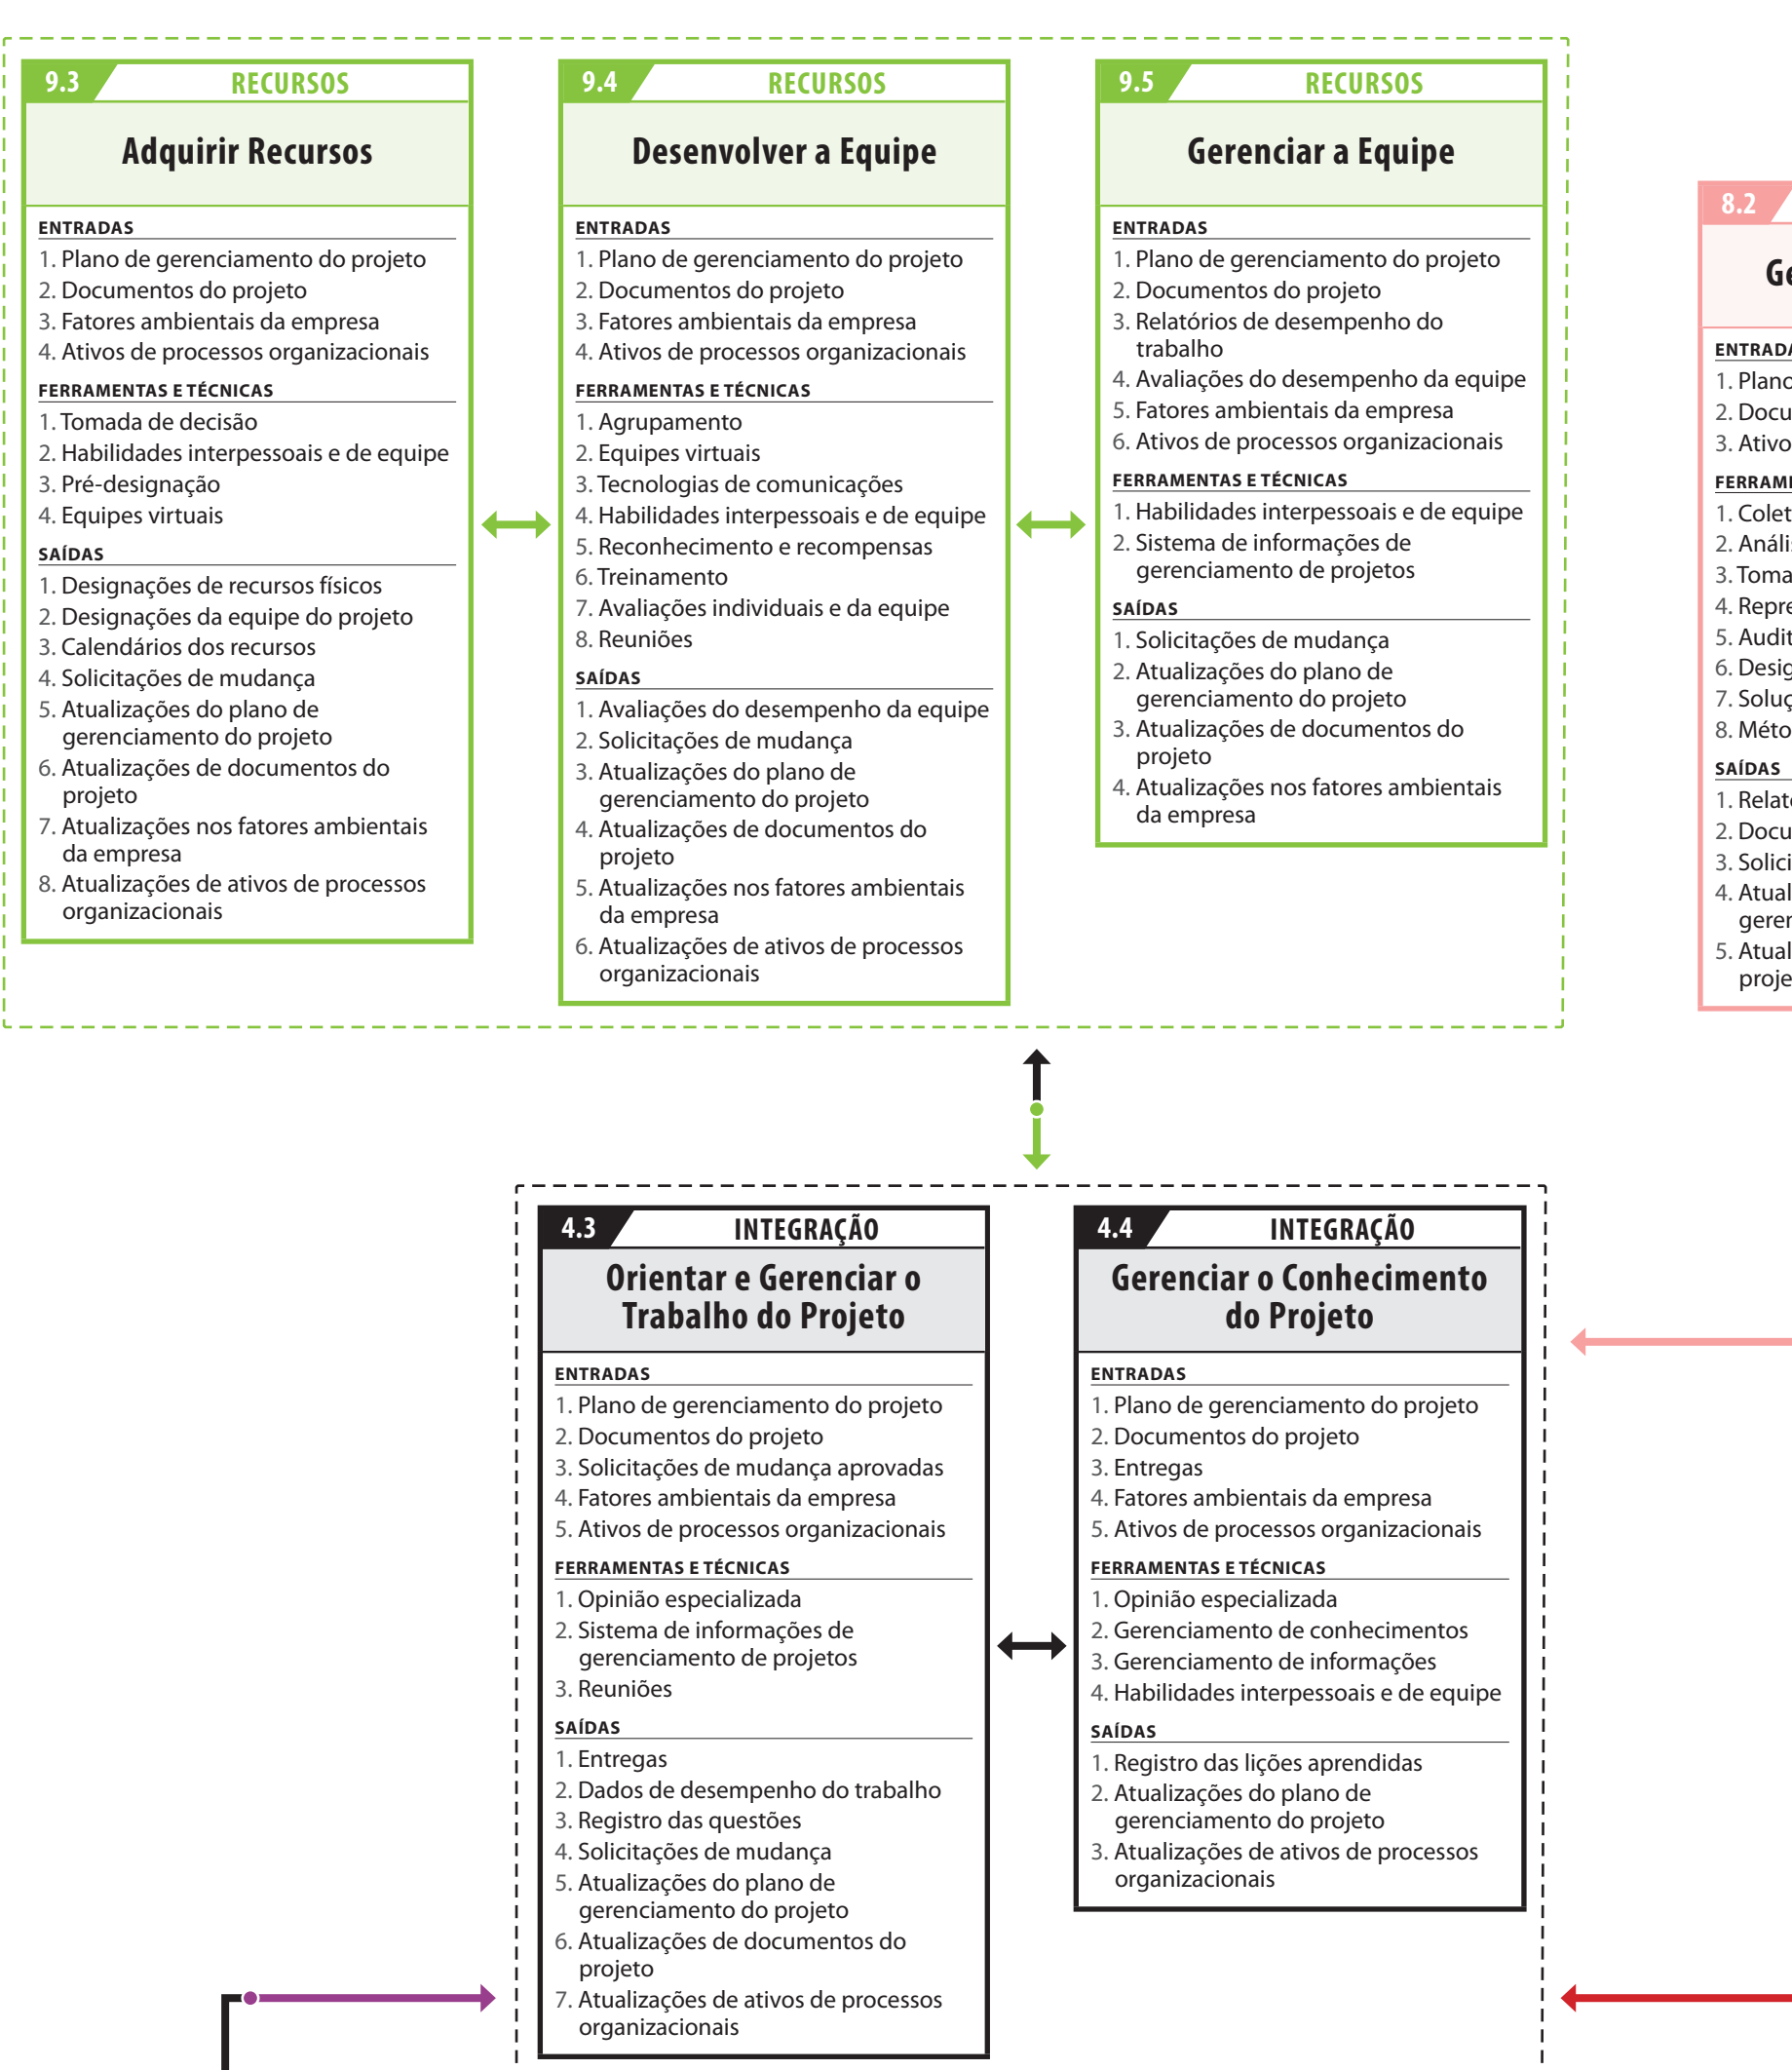 9.3 RECURSOS
Adquirir Recursos
ENTRADAS
1. Plano de gerenciamento do projeto
2. Documentos do projeto
3. Fatores ambientais da empresa
4. Ativos de processos organizacionais
FERRAMENTAS E TÉCNICAS
1. Tomada de decisão
2. Habilidades interpessoais e de equipe
3. Pré-designação
4. Equipes virtuais
SAÍDAS
1. Designações de recursos físicos
2. Designações da equipe do projeto
3. Calendários dos recursos
4. Solicitações de mudança
5. Atualizações do plano de
gerenciamento do projeto
6. Atualizações de documentos do
projeto
7. Atualizações nos fatores ambientais
da empresa
8. Atualizações de ativos de processos
organizacionais
9.4 RECURSOS
Desenvolver a Equipe
ENTRADAS
1. Plano de gerenciamento do projeto
2. Documentos do projeto
3. Fatores ambientais da empresa
4. Ativos de processos organizacionais
FERRAMENTAS E TÉCNICAS
1. Agrupamento
2. Equipes virtuais
3. Tecnologias de comunicações
4. Habilidades interpessoais e de equipe
5. Reconhecimento e recompensas
6. Treinamento
7. Avaliações individuais e da equipe
8. Reuniões
SAÍDAS
1. Avaliações do desempenho da equipe
2. Solicitações de mudança
3. Atualizações do plano de
gerenciamento do projeto
4. Atualizações de documentos do
projeto
5. Atualizações nos fatores ambientais
da empresa
6. Atualizações de ativos de processos
organizacionais
9.5 RECURSOS
Gerenciar a Equipe
ENTRADAS
1. Plano de gerenciamento do projeto
2. Documentos do projeto
3. Relatórios de desempenho do
trabalho
4. Avaliações do desempenho da equipe
5. Fatores ambientais da empresa
6. Ativos de processos organizacionais
FERRAMENTAS E TÉCNICAS
1. Habilidades interpessoais e de equipe
2. Sistema de informações de
gerenciamento de projetos
SAÍDAS
1. Solicitações de mudança
2. Atualizações do plano de
gerenciamento do projeto
3. Atualizações de documentos do
projeto
4. Atualizações nos fatores ambientais
da empresa
8.2
1. Plano
2.
3.
1.
2.
3.
4.
5.
6.
7.
8.
SAÍDAS
1.
2.
3.
4.
5.
4.3 INTEGRAÇÃO
Orientar e Gerenciar o
Trabalho do Projeto
ENTRADAS
1. Plano de gerenciamento do projeto
2. Documentos do projeto
3. Solicitações de mudança aprovadas
4. Fatores ambientais da empresa
5. Ativos de processos organizacionais
FERRAMENTAS E TÉCNICAS
1. Opinião especializada
2. Sistema de informações de
gerenciamento de projetos
3. Reuniões
SAÍDAS
1. Entregas
2. Dados de desempenho do trabalho
3. Registro das questões
4. Solicitações de mudança
5. Atualizações do plano de
gerenciamento do projeto
6. Atualizações de documentos do
projeto
7. Atualizações de ativos de processos
organizacionais
4.4 INTEGRAÇÃO
Gerenciar o Conhecimento
do Projeto
ENTRADAS
1. Plano de gerenciamento do projeto
2. Documentos do projeto
3. Entregas
4. Fatores ambientais da empresa
5. Ativos de processos organizacionais
FERRAMENTAS E TÉCNICAS
1. Opinião especializada
2. Gerenciamento de conhecimentos
3. Gerenciamento de informações
4. Habilidades interpessoais e de equipe
SAÍDAS
1. Registro das lições aprendidas
2. Atualizações do plano de
gerenciamento do projeto
3. Atualizações de ativos de processos
organizacionais